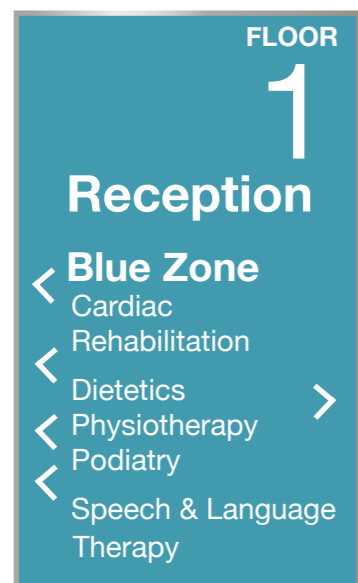 FLOOR
1
Reception
Blue Zone
Cardiac
Rehabilitation
Dietetics
Physiotherapy
Podiatry
Speech & Language
Therapy